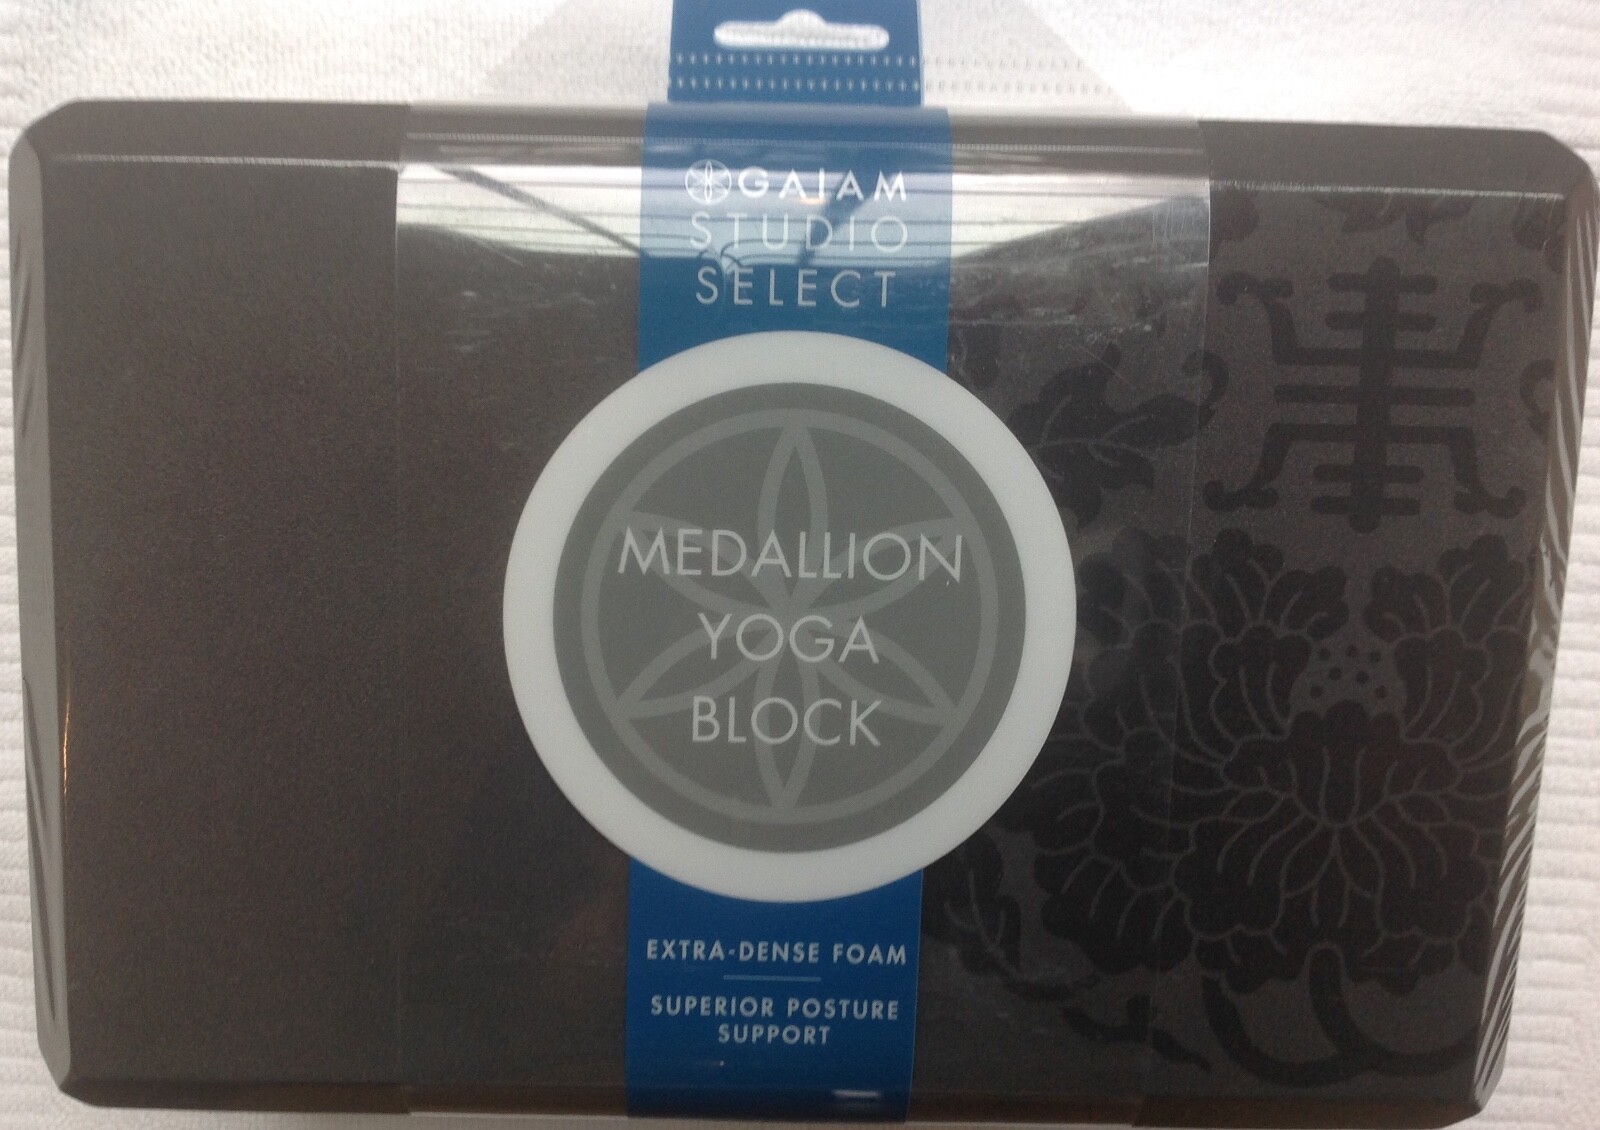 GAIAM
STUDIO
SELECT
MEDALLION
YOGA
BLOCK
EXTRA-DENSE FOAM
SUPERIOR POSTURE
SUPPORT